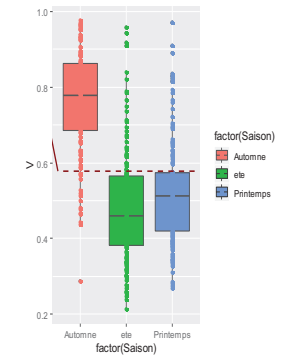 1.0
0.8
0.6
0.4
0.2
V
Automne
ete
Printemps
factor(Saison)
factor(Saison)
Automne
ete
Printemps